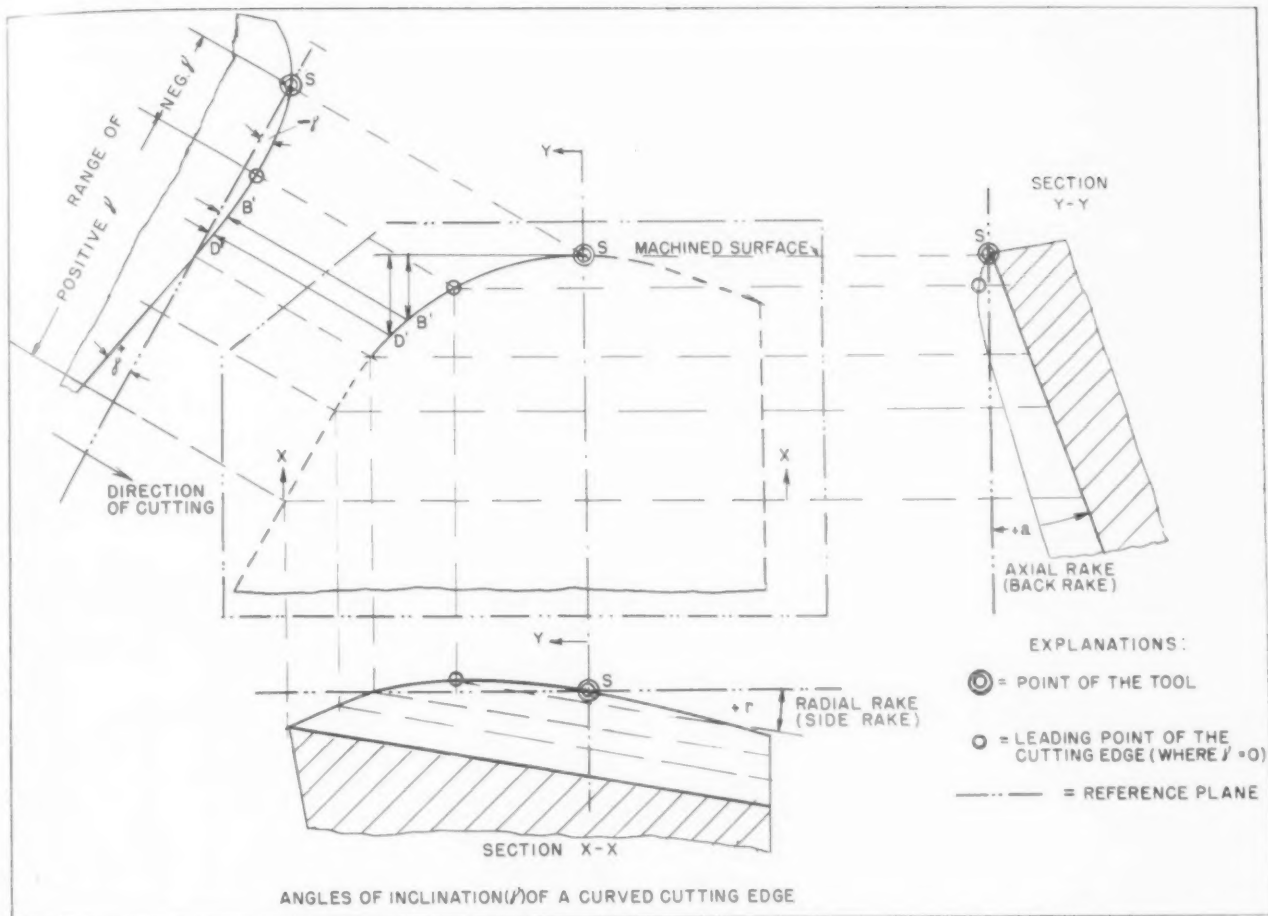 NEG. γ
S
RANGE OF
-γ
POSITIVE γ
B'
D'
γ
DIRECTION
OF CUTTING
Y
S
MACHINED SURFACE
B'
D'
X
X
SECTION
Y-Y
S
+a
AXIAL RAKE
(BACK RAKE)
Y
S
+r
RADIAL RAKE
(SIDE RAKE)
SECTION X-X
EXPLANATIONS:
= POINT OF THE TOOL
= LEADING POINT OF THE
CUTTING EDGE (WHERE γ = O)
= REFERENCE PLANE
ANGLES OF INCLINATION (γ) OF A CURVED CUTTING EDGE